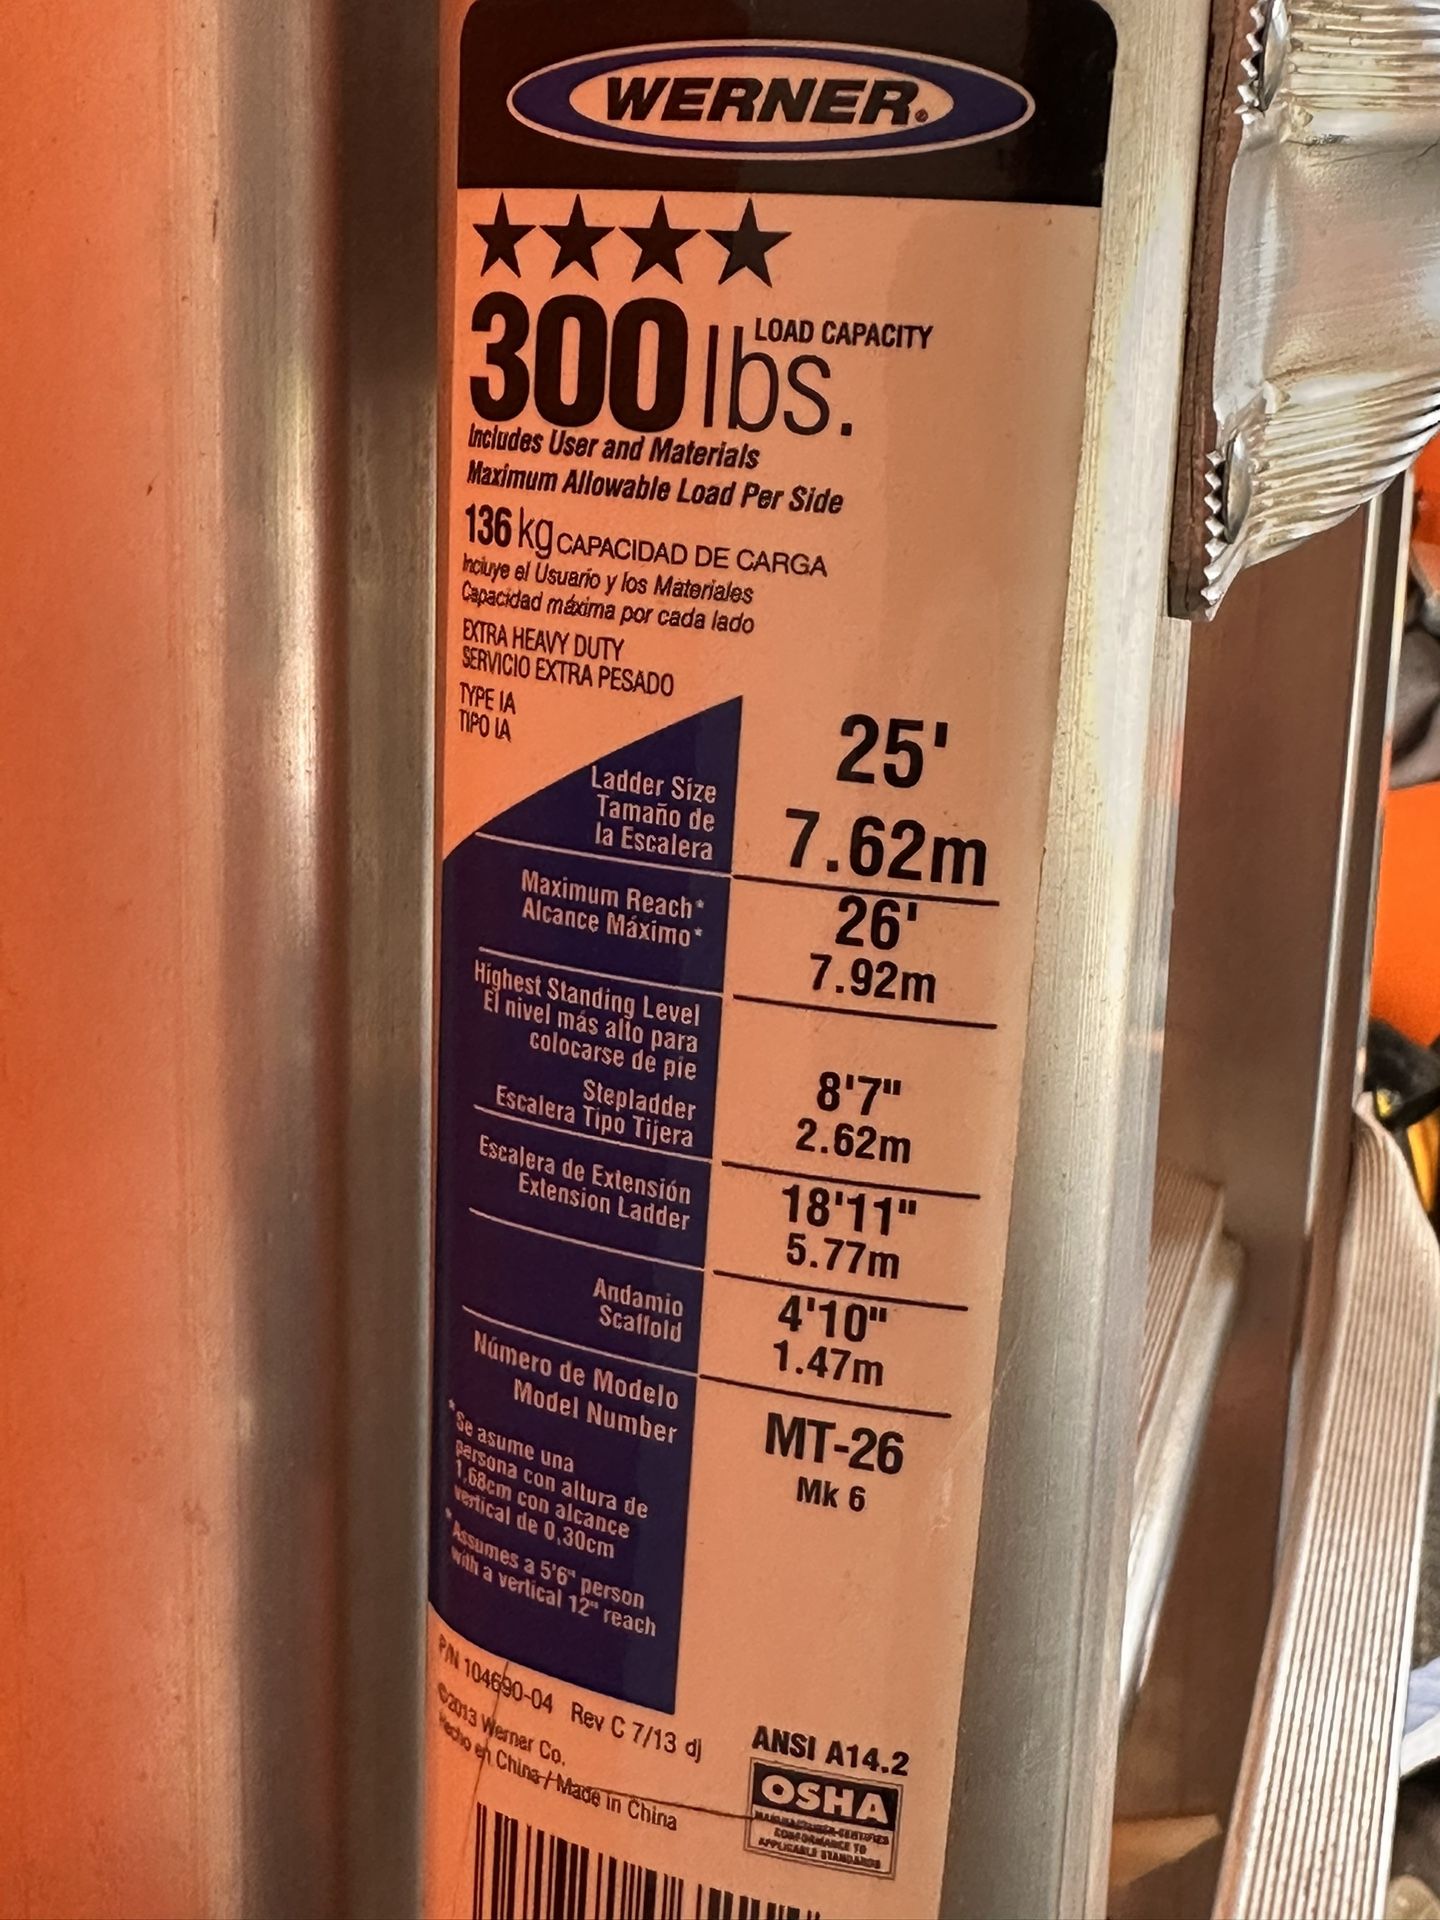 WERNER®
300 lbs. LOAD CAPACITY
Includes User and Materials
Maximum Allowable Load Per Side
136 kg CAPACIDAD DE CARGA
Incluye el Usuario y los Materiales
Capacidad máxima por cada lado
EXTRA HEAVY DUTY
SERVICIO EXTRA PESADO
TYPE IA
TIPO IA
Ladder Size
Tamaño de
la Escalera
25'
7.62m
Maximum Reach*
Alcance Máximo*
26'
7.92m
Highest Standing Level
El nivel más alto para
colocarse de pie
Stepladder
Escalera Tipo Tijera
8'7"
2.62m
Escalera de Extensión
Extension Ladder
18'11"
5.77m
Andamio
Scaffold
4'10"
1.47m
Número de Modelo
Model Number
MT-26
Mk 6
*Se asume una
persona con altura de
1,68cm con alcance
vertical de 0,30cm
*Assumes a 5'6" person
with a vertical 12" reach
P/N 104690-04 Rev C 7/13 dj
©2013 Werner Co.
Hecho en China / Made in China
ANSI A14.2
OSHA
MANUFACTURER CERTIFIES
CONFORMANCE TO
APPLICABLE STANDARDS